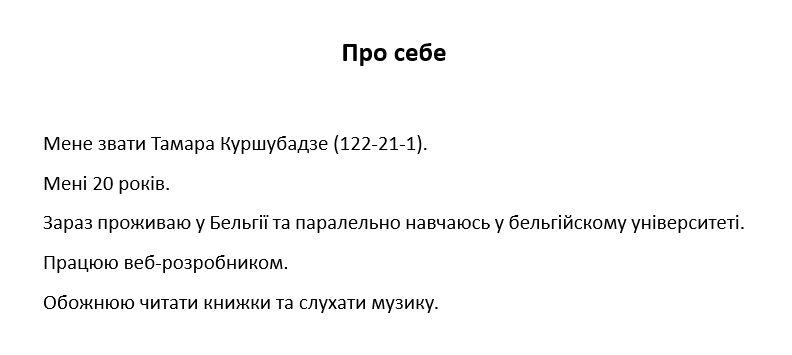 Про себе
Мене звати Тамара Куршубадзе (122-21-1).
Мені 20 років.
Зараз проживаю у Бельгії та паралельно навчаюсь у бельгійскому університеті.
Працюю веб-розробником.
Обожнюю читати книжки та слухати музику.